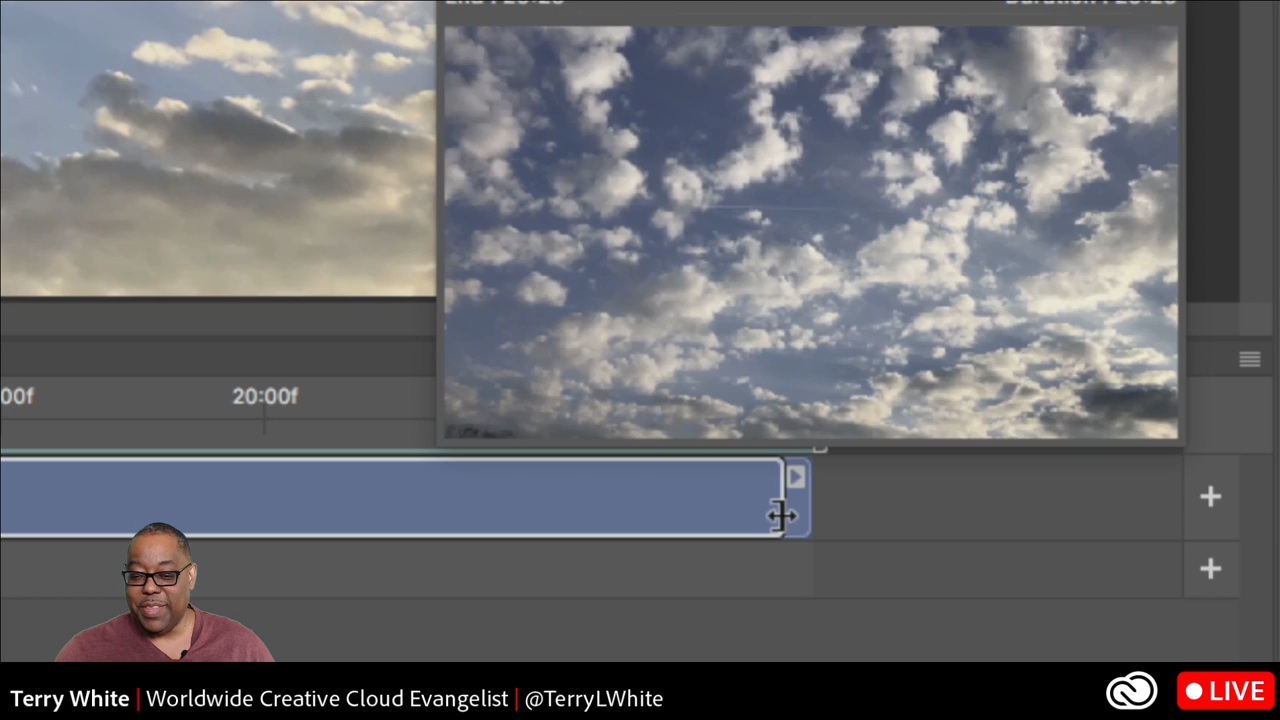 00f
20:00f
Terry White | Worldwide Creative Cloud Evangelist | @TerryLWhite
LIVE